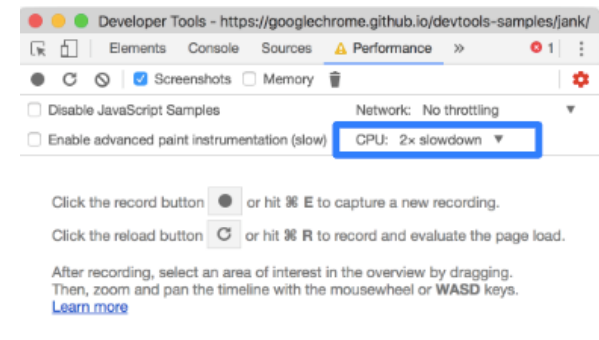 Developer Tools - https://googlechrome.github.io/devtools-samples/jank/
Elements Console Sources Performance » 1
Screenshots Memory
Disable JavaScript Samples Network: No throttling
Enable advanced paint instrumentation (slow) CPU: 2× slowdown
Click the record button or hit ⌘ E to capture a new recording.
Click the reload button or hit ⌘ R to record and evaluate the page load.
After recording, select an area of interest in the overview by dragging.
Then, zoom and pan the timeline with the mousewheel or WASD keys.
Learn more